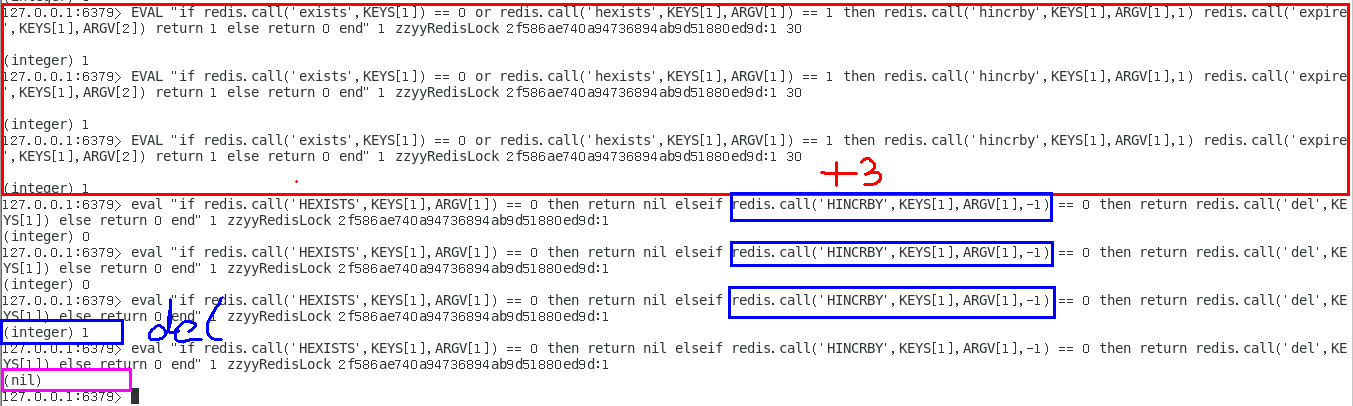 127.0.0.1:6379> EVAL "if redis.call('exists',KEYS[1]) == 0 or redis.call('hexists',KEYS[1],ARGV[1]) == 1 then redis.call('hincrby',KEYS[1],ARGV[1],1) redis.call('expire
',KEYS[1],ARGV[2]) return 1 else return 0 end" 1 zzyyRedisLock 2f586ae740a94736894ab9d51880ed9d:1 30
(integer) 1
127.0.0.1:6379> EVAL "if redis.call('exists',KEYS[1]) == 0 or redis.call('hexists',KEYS[1],ARGV[1]) == 1 then redis.call('hincrby',KEYS[1],ARGV[1],1) redis.call('expire
',KEYS[1],ARGV[2]) return 1 else return 0 end" 1 zzyyRedisLock 2f586ae740a94736894ab9d51880ed9d:1 30
(integer) 1
127.0.0.1:6379> EVAL "if redis.call('exists',KEYS[1]) == 0 or redis.call('hexists',KEYS[1],ARGV[1]) == 1 then redis.call('hincrby',KEYS[1],ARGV[1],1) redis.call('expire
',KEYS[1],ARGV[2]) return 1 else return 0 end" 1 zzyyRedisLock 2f586ae740a94736894ab9d51880ed9d:1 30
+3
(integer) 1
127.0.0.1:6379> eval "if redis.call('HEXISTS',KEYS[1],ARGV[1]) == 0 then return nil elseif redis.call('HINCRBY',KEYS[1],ARGV[1],-1) == 0 then return redis.call('del',KE
YS[1]) else return 0 end" 1 zzyyRedisLock 2f586ae740a94736894ab9d51880ed9d:1
(integer) 0
127.0.0.1:6379> eval "if redis.call('HEXISTS',KEYS[1],ARGV[1]) == 0 then return nil elseif redis.call('HINCRBY',KEYS[1],ARGV[1],-1) == 0 then return redis.call('del',KE
YS[1]) else return 0 end" 1 zzyyRedisLock 2f586ae740a94736894ab9d51880ed9d:1
(integer) 0
127.0.0.1:6379> eval "if redis.call('HEXISTS',KEYS[1],ARGV[1]) == 0 then return nil elseif redis.call('HINCRBY',KEYS[1],ARGV[1],-1) == 0 then return redis.call('del',KE
YS[1]) else return 0 end" 1 zzyyRedisLock 2f586ae740a94736894ab9d51880ed9d:1
(integer) 1
del
127.0.0.1:6379> eval "if redis.call('HEXISTS',KEYS[1],ARGV[1]) == 0 then return nil elseif redis.call('HINCRBY',KEYS[1],ARGV[1],-1) == 0 then return redis.call('del',KE
YS[1]) else return 0 end" 1 zzyyRedisLock 2f586ae740a94736894ab9d51880ed9d:1
(nil)
127.0.0.1:6379>